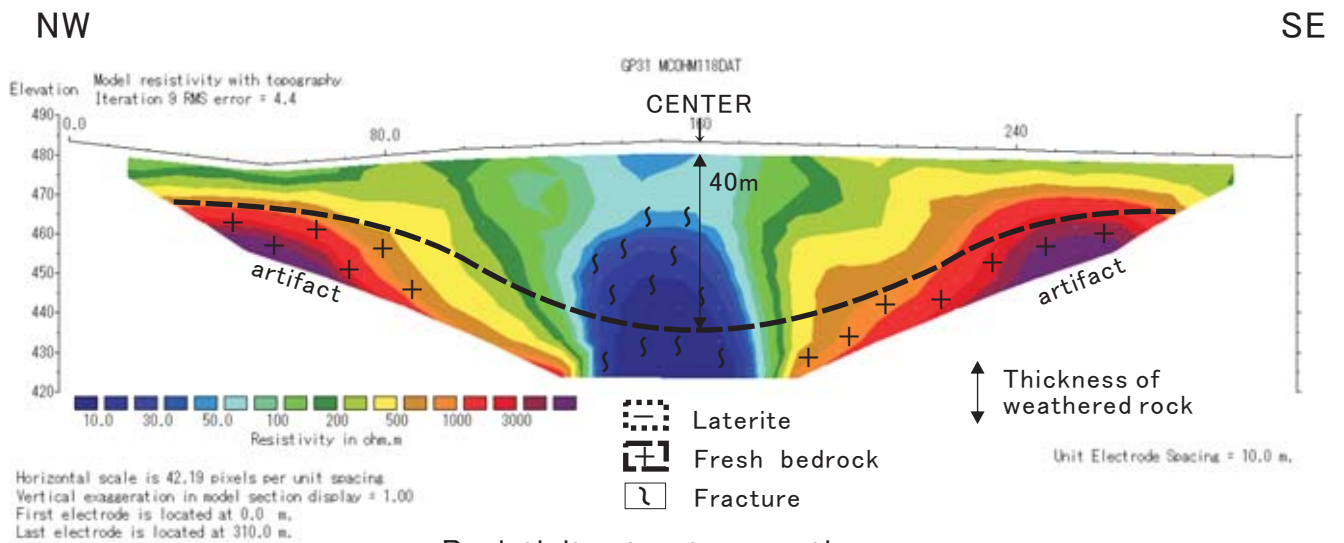 NW
SE
GP31 MCOHM118DAT
Model resistivity with topography
Elevation
Iteration 9 RMS error = 4.4
CENTER
490
0.0
80.0
160
240
480
40m
470
460
artifact
artifact
450
440
430
420
Thickness of
weathered rock
10.0 30.0 50.0 100 200 500 1000 3000
Resistivity in ohm.m
Laterite
Fresh bedrock
Fracture
Unit Electrode Spacing = 10.0 m.
Horizontal scale is 42.19 pixels per unit spacing
Vertical exaggeration in model section display = 1.00
First electrode is located at 0.0 m.
Last electrode is located at 310.0 m.